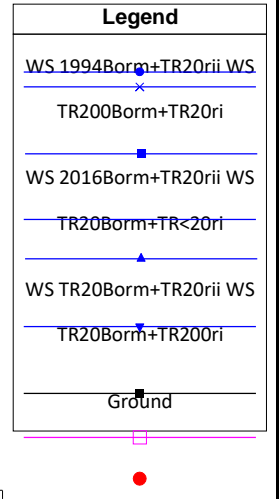 Legend
WS 1994Borm+TR20rii WS
TR200Borm+TR20ri
WS 2016Borm+TR20rii WS
TR20Borm+TR<20ri
WS TR20Borm+TR20rii WS
TR20Borm+TR200ri
Ground